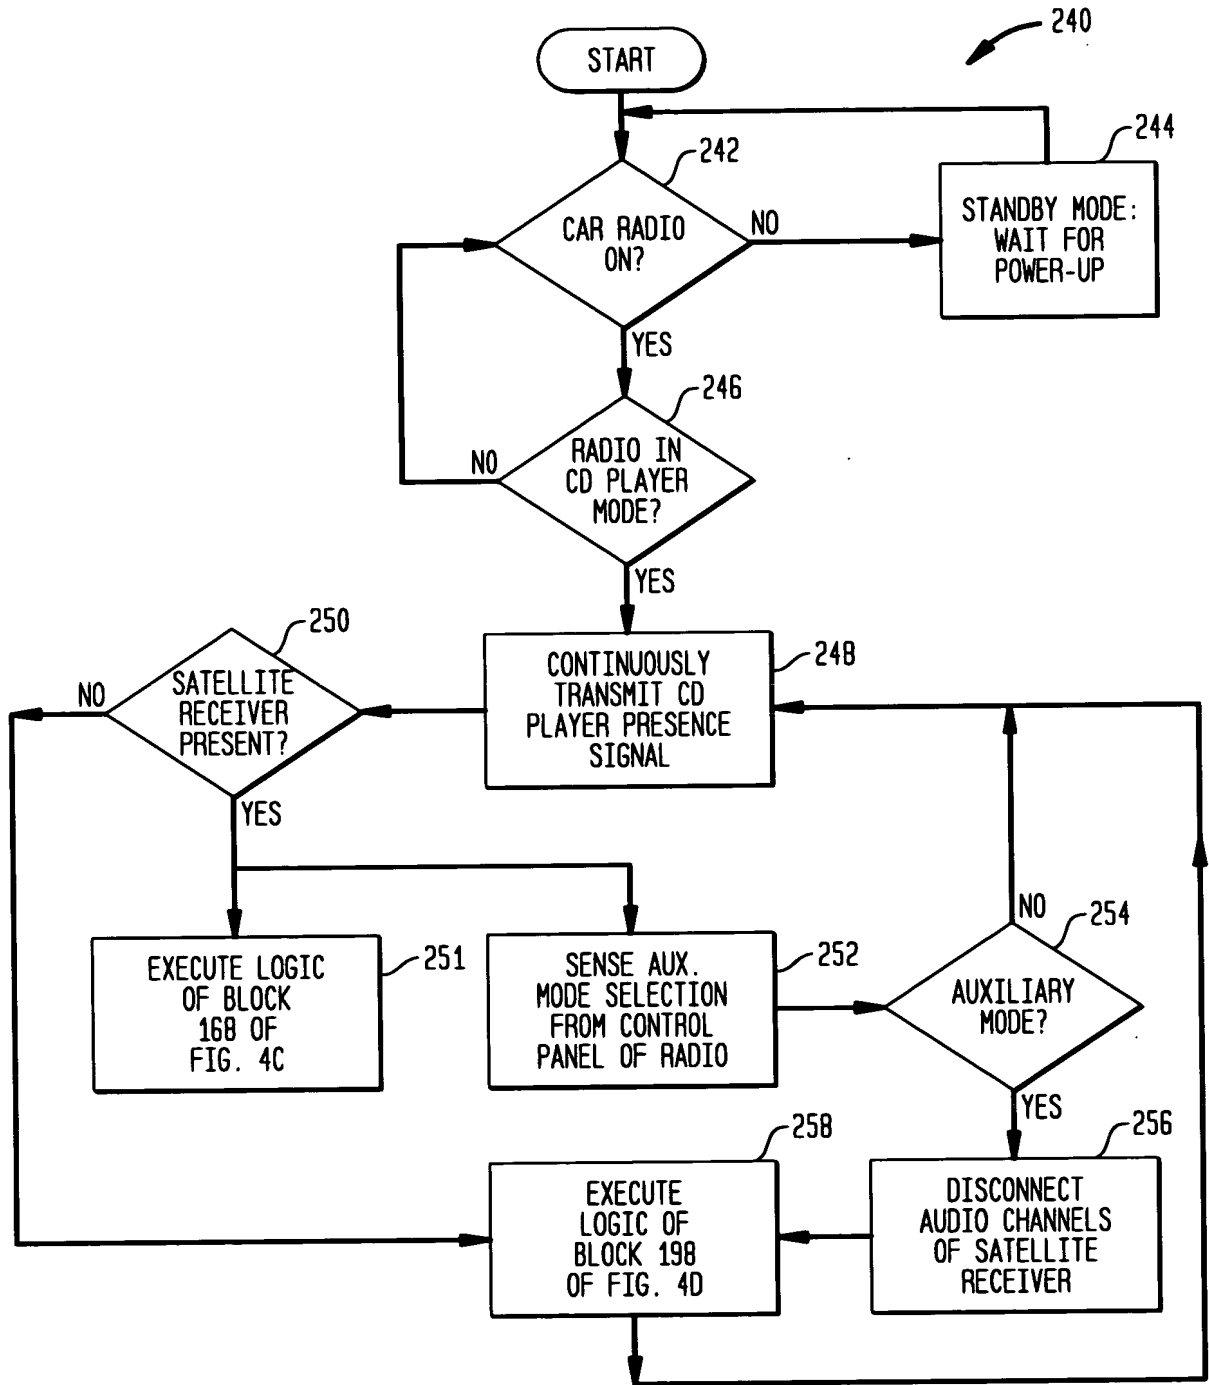 240
START
242
244
CAR RADIO
ON?
NO
STANDBY MODE:
WAIT FOR
POWER-UP
YES
246
RADIO IN
CD PLAYER
MODE?
NO
YES
250
248
SATELLITE
RECEIVER
PRESENT?
NO
CONTINUOUSLY
TRANSMIT CD
PLAYER PRESENCE
SIGNAL
YES
NO
254
251
EXECUTE LOGIC
OF BLOCK
168 OF
FIG. 4C
252
SENSE AUX.
MODE SELECTION
FROM CONTROL
PANEL OF RADIO
AUXILIARY
MODE?
YES
258
256
EXECUTE
LOGIC OF
BLOCK 198
OF FIG. 4D
DISCONNECT
AUDIO CHANNELS
OF SATELLITE
RECEIVER